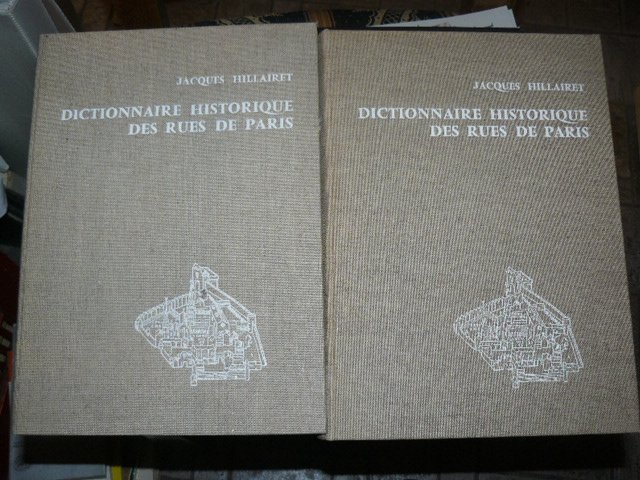 JACQUES HILLAIRET
DICTIONNAIRE HISTORIQUE
DES RUES DE PARIS
JACQUES HILLAIRET
DICTIONNAIRE HISTORIQUE
DES RUES DE PARIS